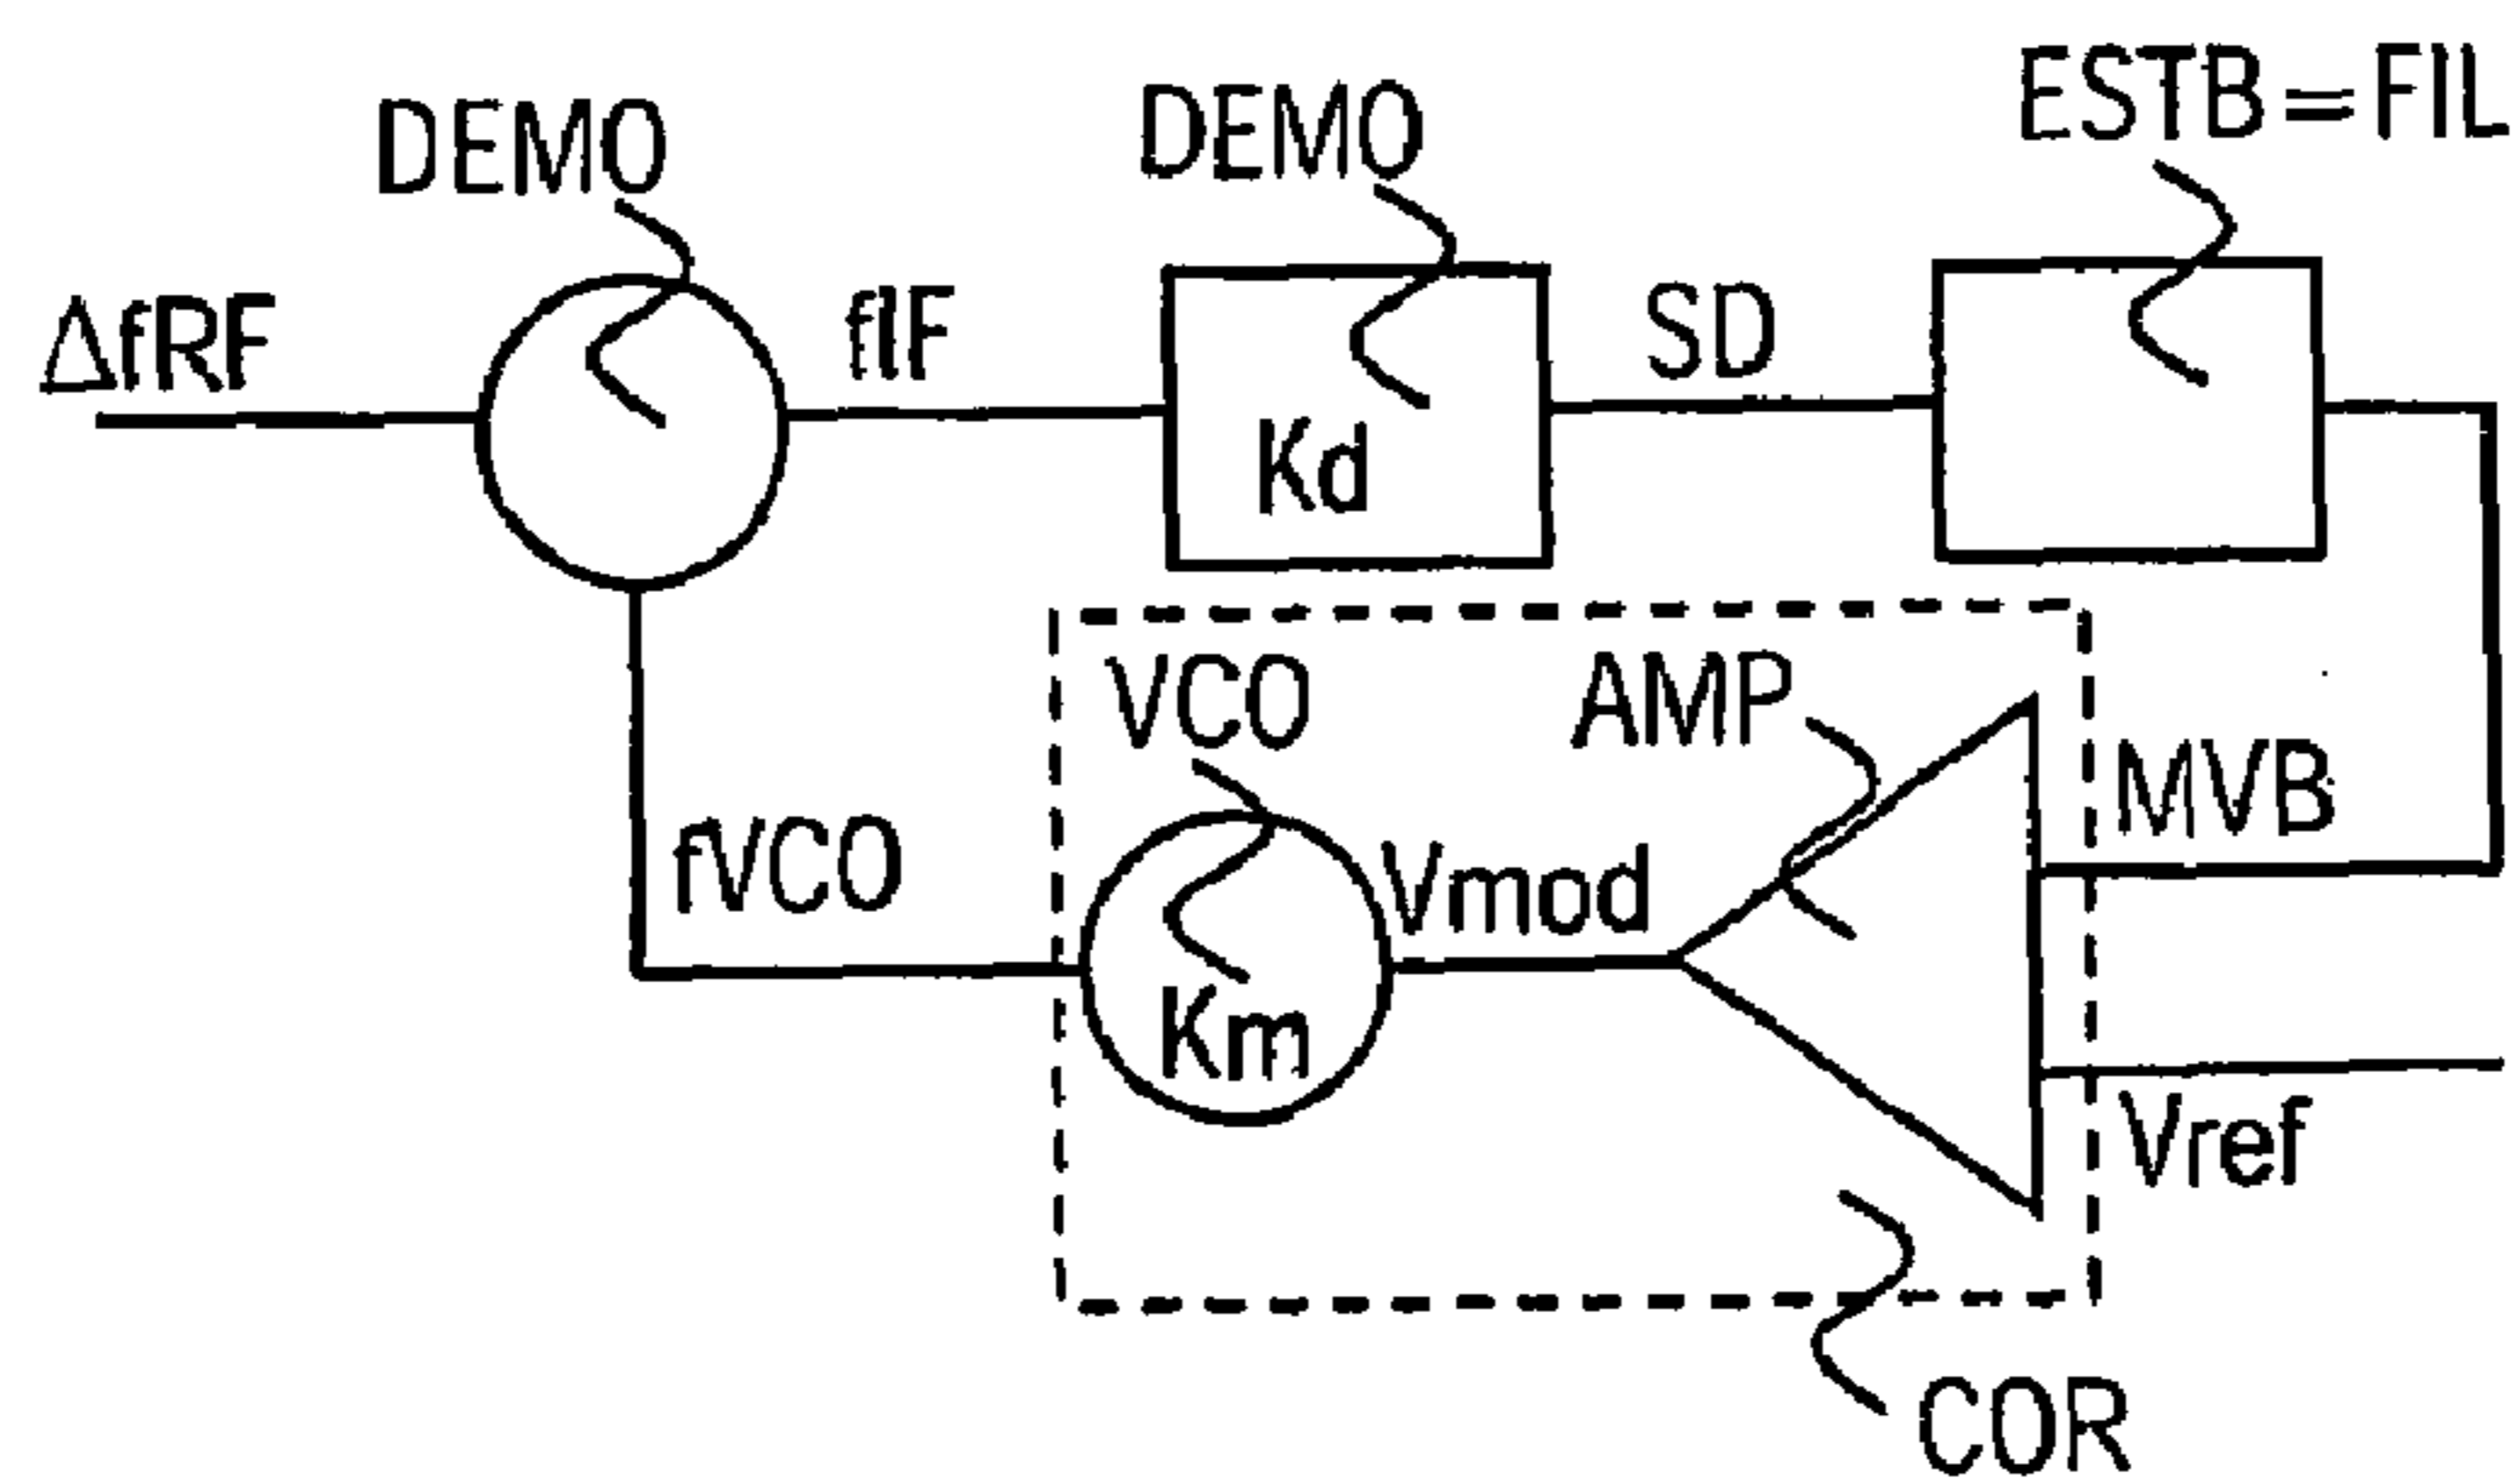 DEMO
DEMO
ESTB=FIL
ΔfRF
fIF
SD
Kd
VCO
AMP
MVB
fVCO
Vmod
Km
Vref
COR